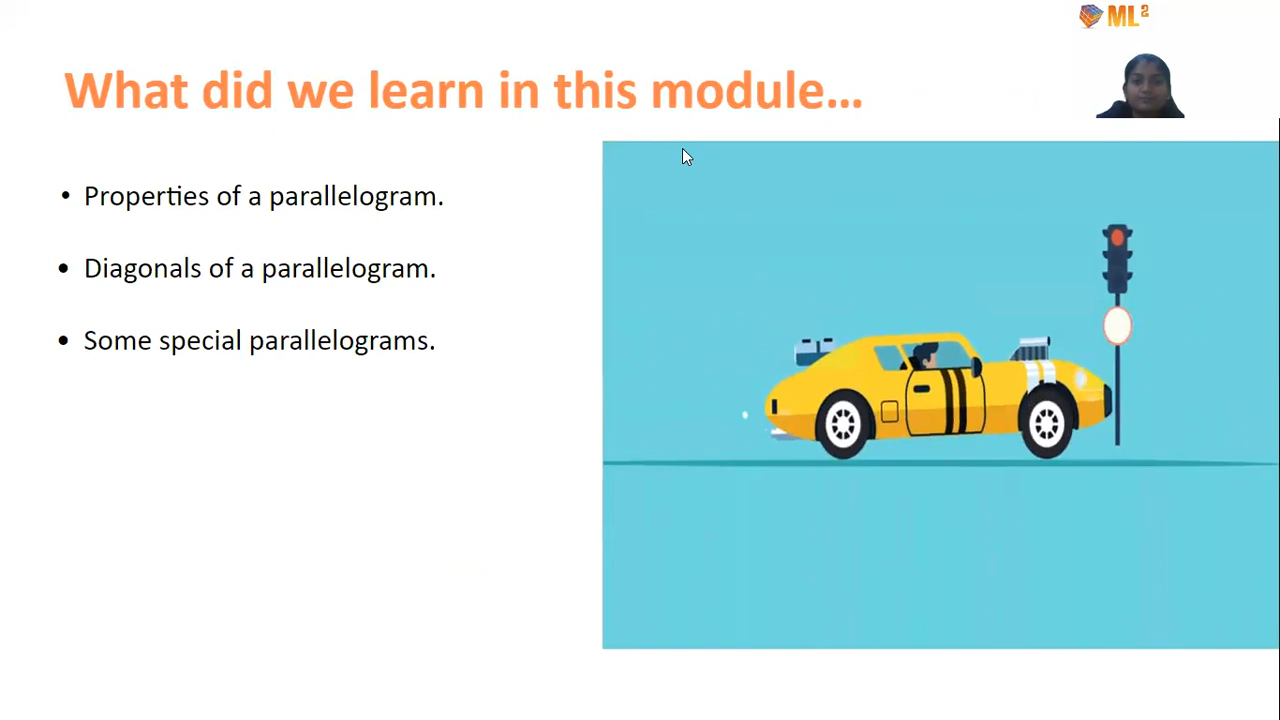 ML²
What did we learn in this module...
• Properties of a parallelogram.
• Diagonals of a parallelogram.
• Some special parallelograms.